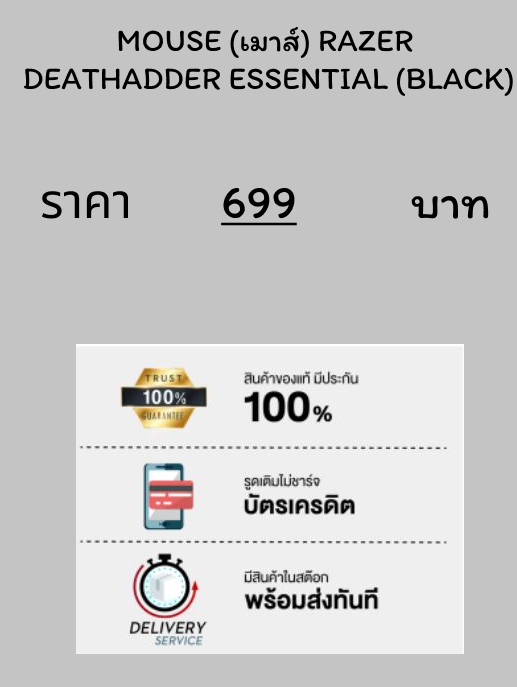 MOUSE (เมาส์) RAZER
DEATHADDER ESSENTIAL (BLACK)
ราคา 699 บาท
TRUST
100%
GUARANTEE
สินค้าของแท้ มีประกัน
100%
รูดเต็มไม่ชาร์จ
บัตรเครดิต
มีสินค้าในสต๊อก
พร้อมส่งทันที
DELIVERY
SERVICE